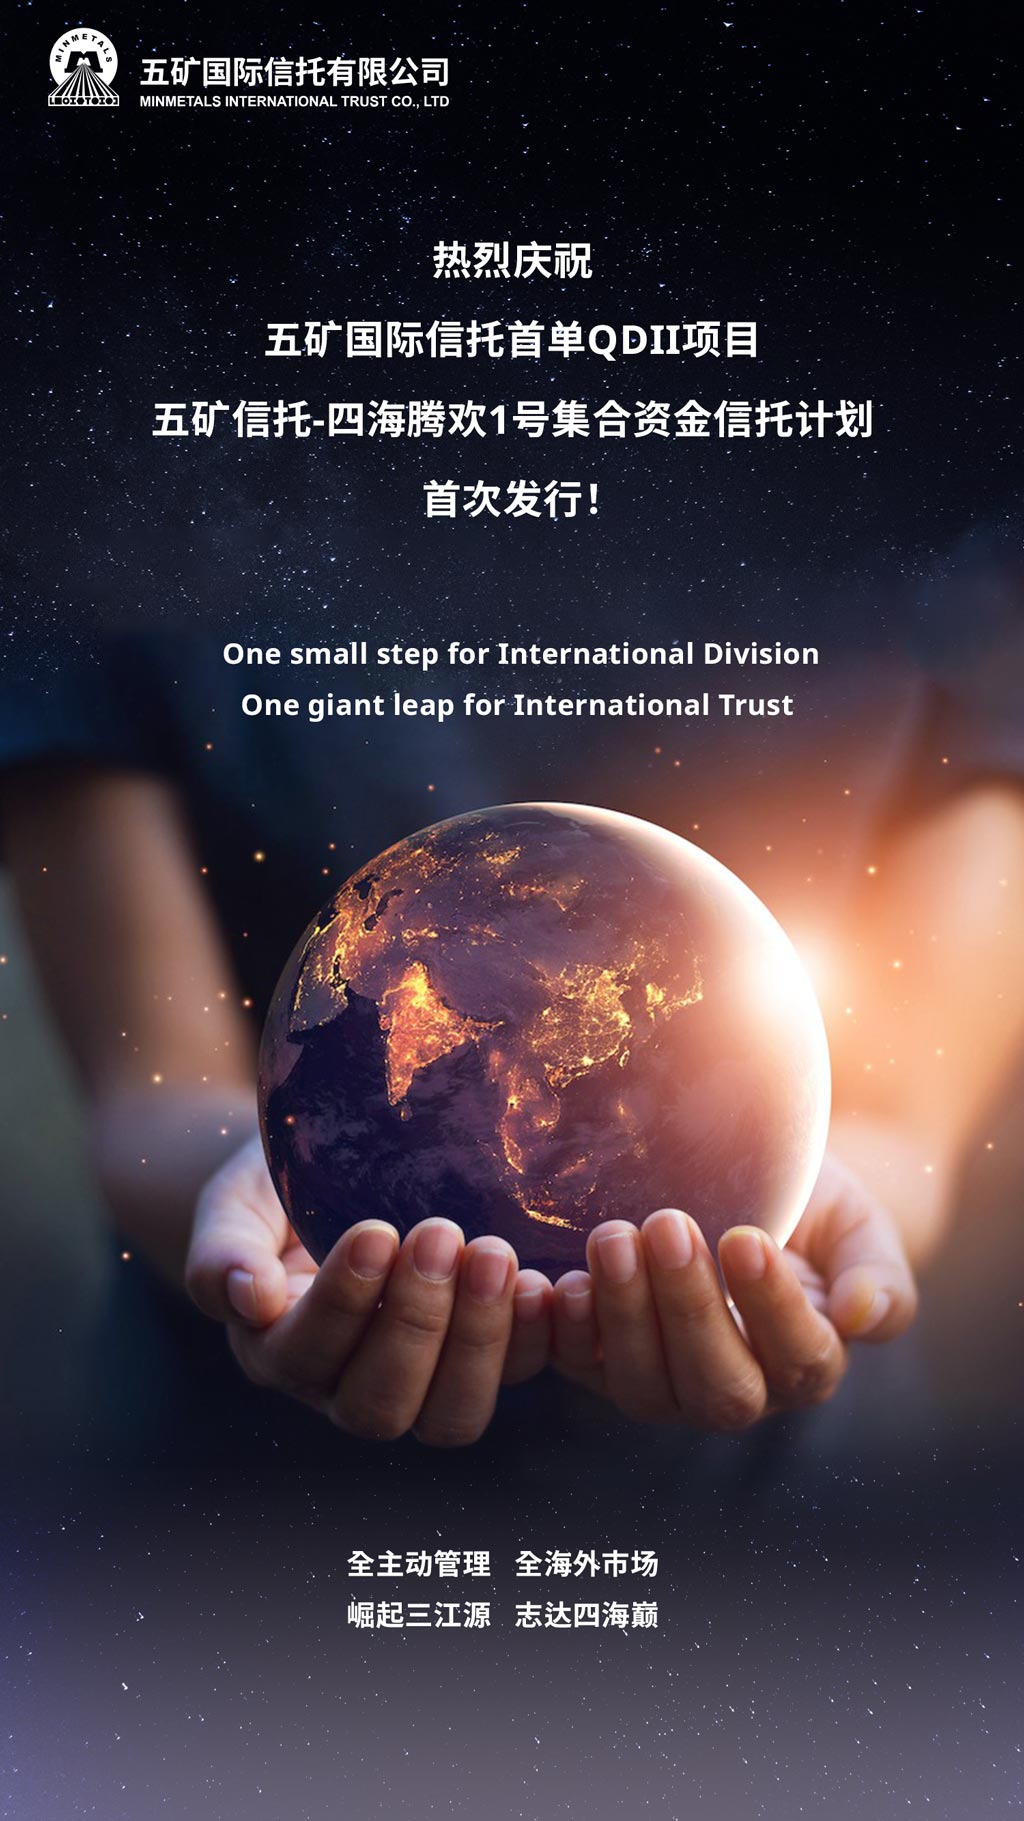 MINMETALS
五矿国际信托有限公司
MINMETALS INTERNATIONAL TRUST CO., LTD
热烈庆祝
五矿国际信托首单QDII项目
五矿信托-四海腾欢1号集合资金信托计划
首次发行！
One small step for International Division
One giant leap for International Trust
全主动管理 全海外市场
崛起三江源 志达四海巅